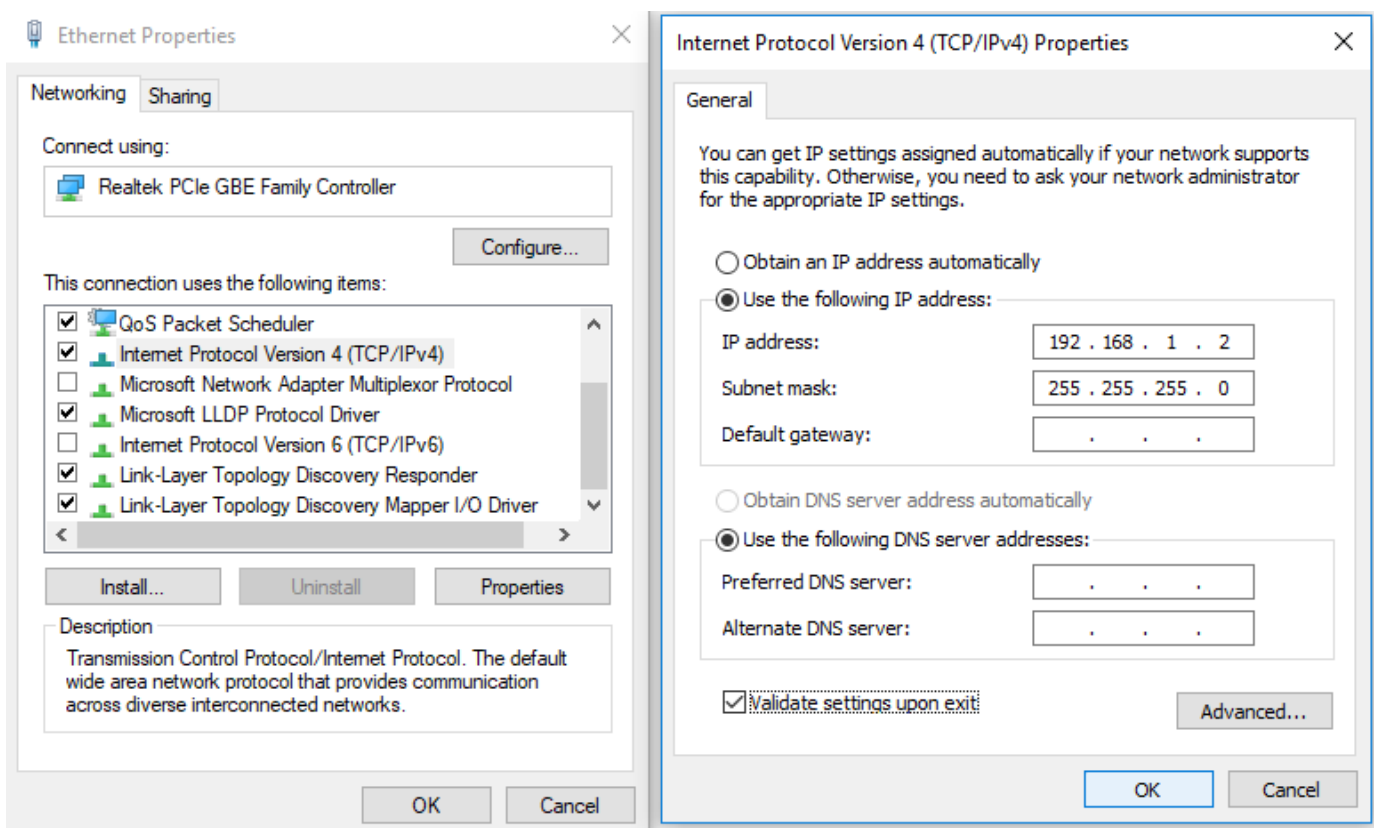 Ethernet Properties
Networking
Sharing
Connect using:
Realtek PCIe GBE Family Controller
Configure...
This connection uses the following items:
QoS Packet Scheduler
Internet Protocol Version 4 (TCP/IPv4)
Microsoft Network Adapter Multiplexor Protocol
Microsoft LLDP Protocol Driver
Internet Protocol Version 6 (TCP/IPv6)
Link-Layer Topology Discovery Responder
Link-Layer Topology Discovery Mapper I/O Driver
Install...
Uninstall
Properties
Description
Transmission Control Protocol/Internet Protocol. The default
wide area network protocol that provides communication
across diverse interconnected networks.
OK
Cancel
Internet Protocol Version 4 (TCP/IPv4) Properties
General
You can get IP settings assigned automatically if your network supports
this capability. Otherwise, you need to ask your network administrator
for the appropriate IP settings.
Obtain an IP address automatically
Use the following IP address:
IP address:
192 . 168 . 1 . 2
Subnet mask:
255 . 255 . 255 . 0
Default gateway:
. . .
Obtain DNS server address automatically
Use the following DNS server addresses:
Preferred DNS server:
. . .
Alternate DNS server:
. . .
Validate settings upon exit
Advanced...
OK
Cancel